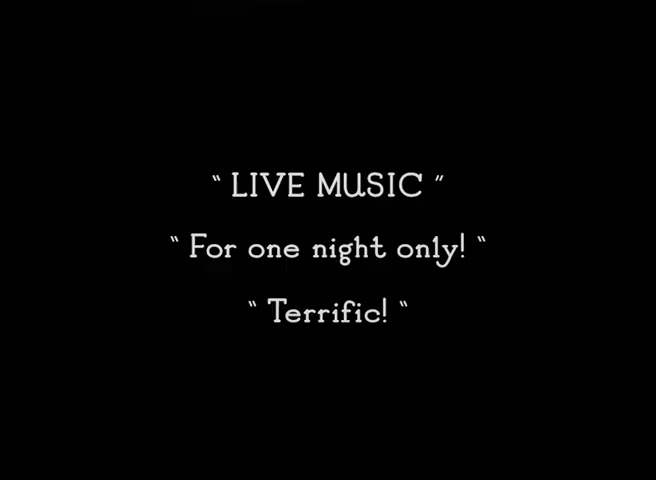 “ LIVE MUSIC ”
“ For one night only! “
“ Terrific! “